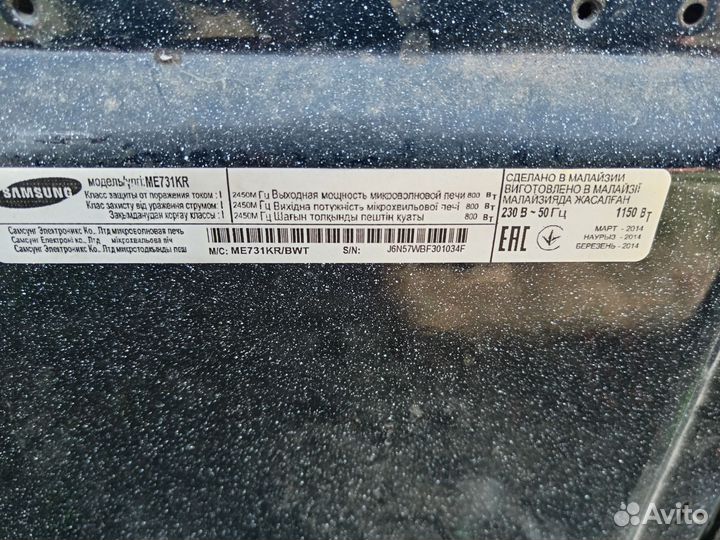 SAMSUNG
модель/үлгі:ME731KR
Класс защиты от поражения током : I
Клас захисту від ураження струмом : I
Зақымданудан қорғау классы : I
Самсунг Электроникс Ко., Лтд микроволновая печь
Самсунг Електронікс Ко., Лтд мікрохвильова піч
Самсунг Электроникс Ко., Лтд микротолқынды пеш
2450М Гц Выходная мощность микроволновой печи 800 Вт
2450М Гц Вихідна потужність мікрохвильової печі 800 Вт
2450М Гц Шағын толқынды пештің қуаты 800 Вт
M/C: ME731KR/BWT S/N: J6N57WBF301034F
СДЕЛАНО В МАЛАЙЗИИ
ВИГОТОВЛЕНО В МАЛАЙЗІЇ
МАЛАЙЗИЯДА ЖАСАЛҒАН
230 В ~ 50 Гц 1150 Вт
EAC
МАРТ - 2014
НАУРЫЗ - 2014
БЕРЕЗЕНЬ - 2014
Avito